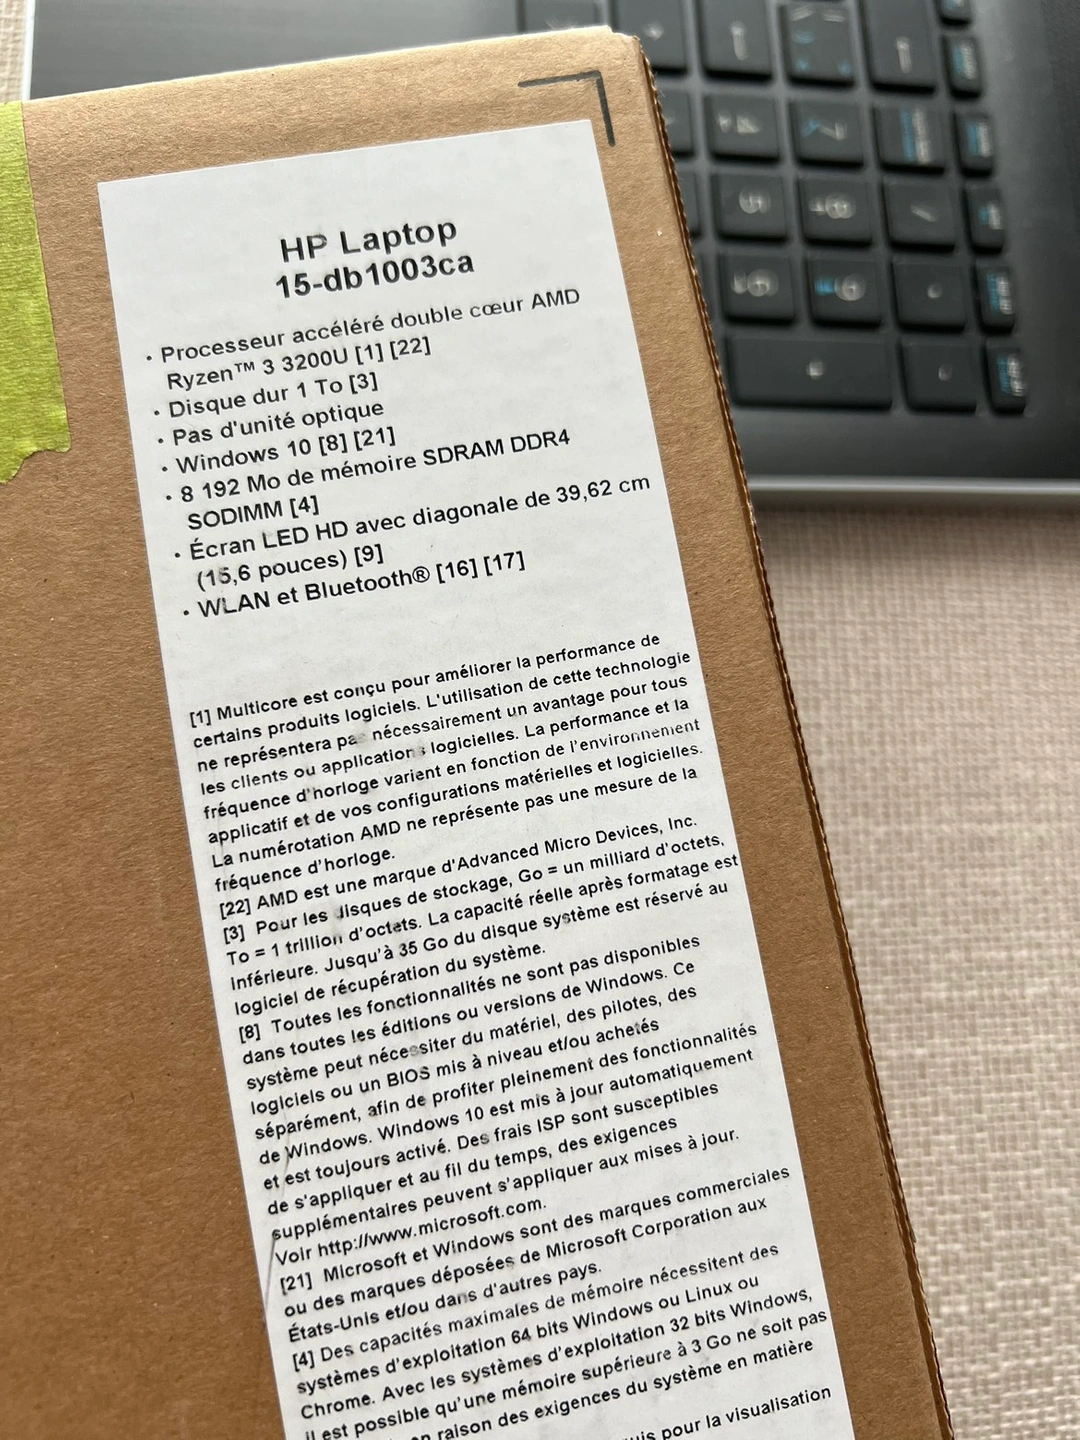 HP Laptop
15-db1003ca
• Processeur accéléré double cœur AMD
Ryzen™ 3 3200U [1] [22]
• Disque dur 1 To [3]
• Pas d'unité optique
• Windows 10 [8] [21]
• 8 192 Mo de mémoire SDRAM DDR4
SODIMM [4]
• Écran LED HD avec diagonale de 39,62 cm
(15,6 pouces) [9]
• WLAN et Bluetooth® [16] [17]
[1] Multicore est conçu pour améliorer la performance de
certains produits logiciels. L'utilisation de cette technologie
ne représentera pas nécessairement un avantage pour tous
les clients ou applications logicielles. La performance et la
fréquence d'horloge varient en fonction de l'environnement
applicatif et de vos configurations matérielles et logicielles.
La numérotation AMD ne représente pas une mesure de la
fréquence d'horloge.
[22] AMD est une marque d'Advanced Micro Devices, Inc.
[3] Pour les disques de stockage, Go = un milliard d'octets,
To = 1 trillion d'octets. La capacité réelle après formatage est
inférieure. Jusqu'à 35 Go du disque système est réservé au
logiciel de récupération du système.
[8] Toutes les fonctionnalités ne sont pas disponibles
dans toutes les éditions ou versions de Windows. Ce
système peut nécessiter du matériel, des pilotes, des
logiciels ou un BIOS mis à niveau et/ou achetés
séparément, afin de profiter pleinement des fonctionnalités
de Windows. Windows 10 est mis à jour automatiquement
et est toujours activé. Des frais ISP sont susceptibles
de s'appliquer et au fil du temps, des exigences
supplémentaires peuvent s'appliquer aux mises à jour.
Voir http://www.microsoft.com.
[21] Microsoft et Windows sont des marques commerciales
ou des marques déposées de Microsoft Corporation aux
États-Unis et/ou dans d'autres pays.
[4] Des capacités maximales de mémoire nécessitent des
systèmes d'exploitation 64 bits Windows ou Linux ou
Chrome. Avec les systèmes d'exploitation 32 bits Windows,
il est possible qu'une mémoire supérieure à 3 Go ne soit pas
en raison des exigences du système en matière
pour la visualisation